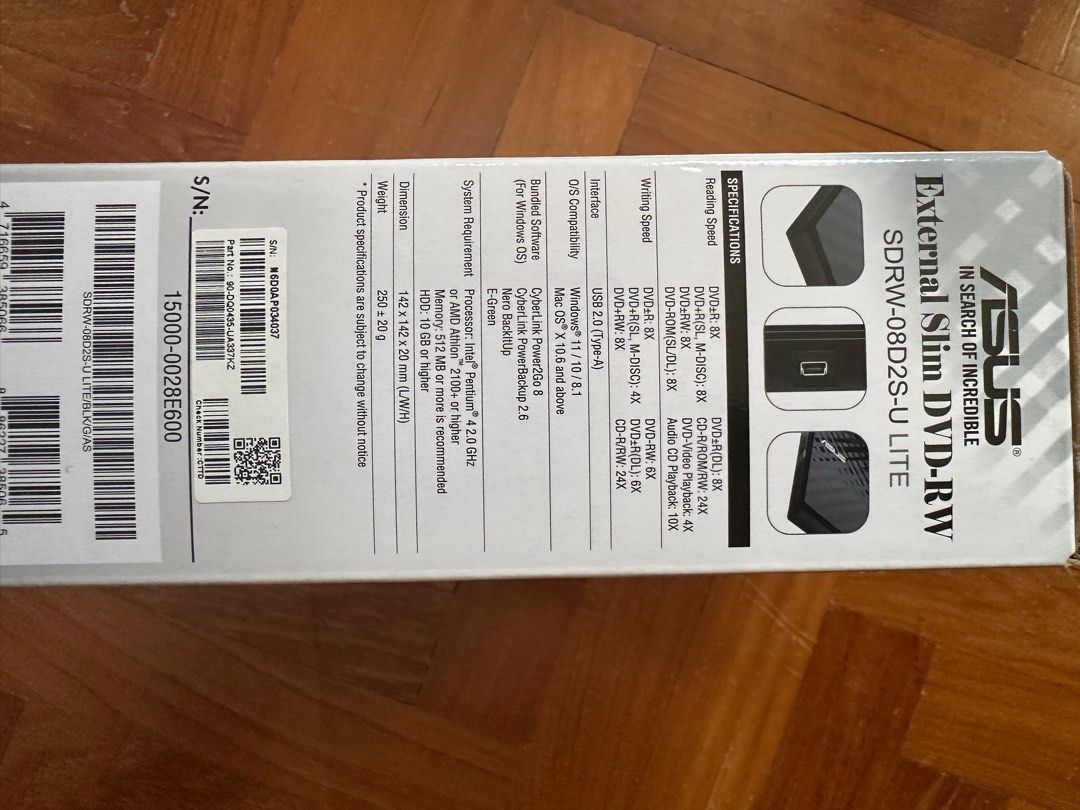 ASUS®
IN SEARCH OF INCREDIBLE
External Slim DVD-RW
SDRW-08D2S-U LITE
SPECIFICATIONS
Reading Speed DVD±R: 8X DVD±R(DL): 8X
DVD+R(SL, M-DISC): 8X CD-R/ROM/RW: 24X
DVD±RW: 8X DVD-Video Playback: 4X
DVD-ROM(SL/DL): 8X Audio CD Playback: 10X
Writing Speed DVD±R: 8X DVD-RW: 6X
DVD+R(SL, M-DISC): 4X DVD±R(DL): 6X
DVD+RW: 8X CD-R/RW: 24X
Interface USB 2.0 (Type-A)
O/S Compatibility Windows® 11 / 10 / 8.1
Mac OS® X 10.6 and above
Bundled Software CyberLink Power2Go 8
(For Windows OS) CyberLink PowerBackup 2.6
Nero BackItUp
E-Green
System Requirement Processor: Intel® Pentium® 4 2.0 GHz
or AMD Athlon™ 2100+ or higher
Memory: 512 MB or more is recommended
HDD: 10 GB or higher
Dimension 142 x 142 x 20 mm (L/W/H)
Weight 250 ± 20 g
* Product specifications are subject to change without notice
S/N:
S/N: M6D0AP034037
Part No.: 90-DQ0435-UA337KZ
Check Number:
15000-0028E600
SDRW-08D2S-U LITE/BLK/G/AS